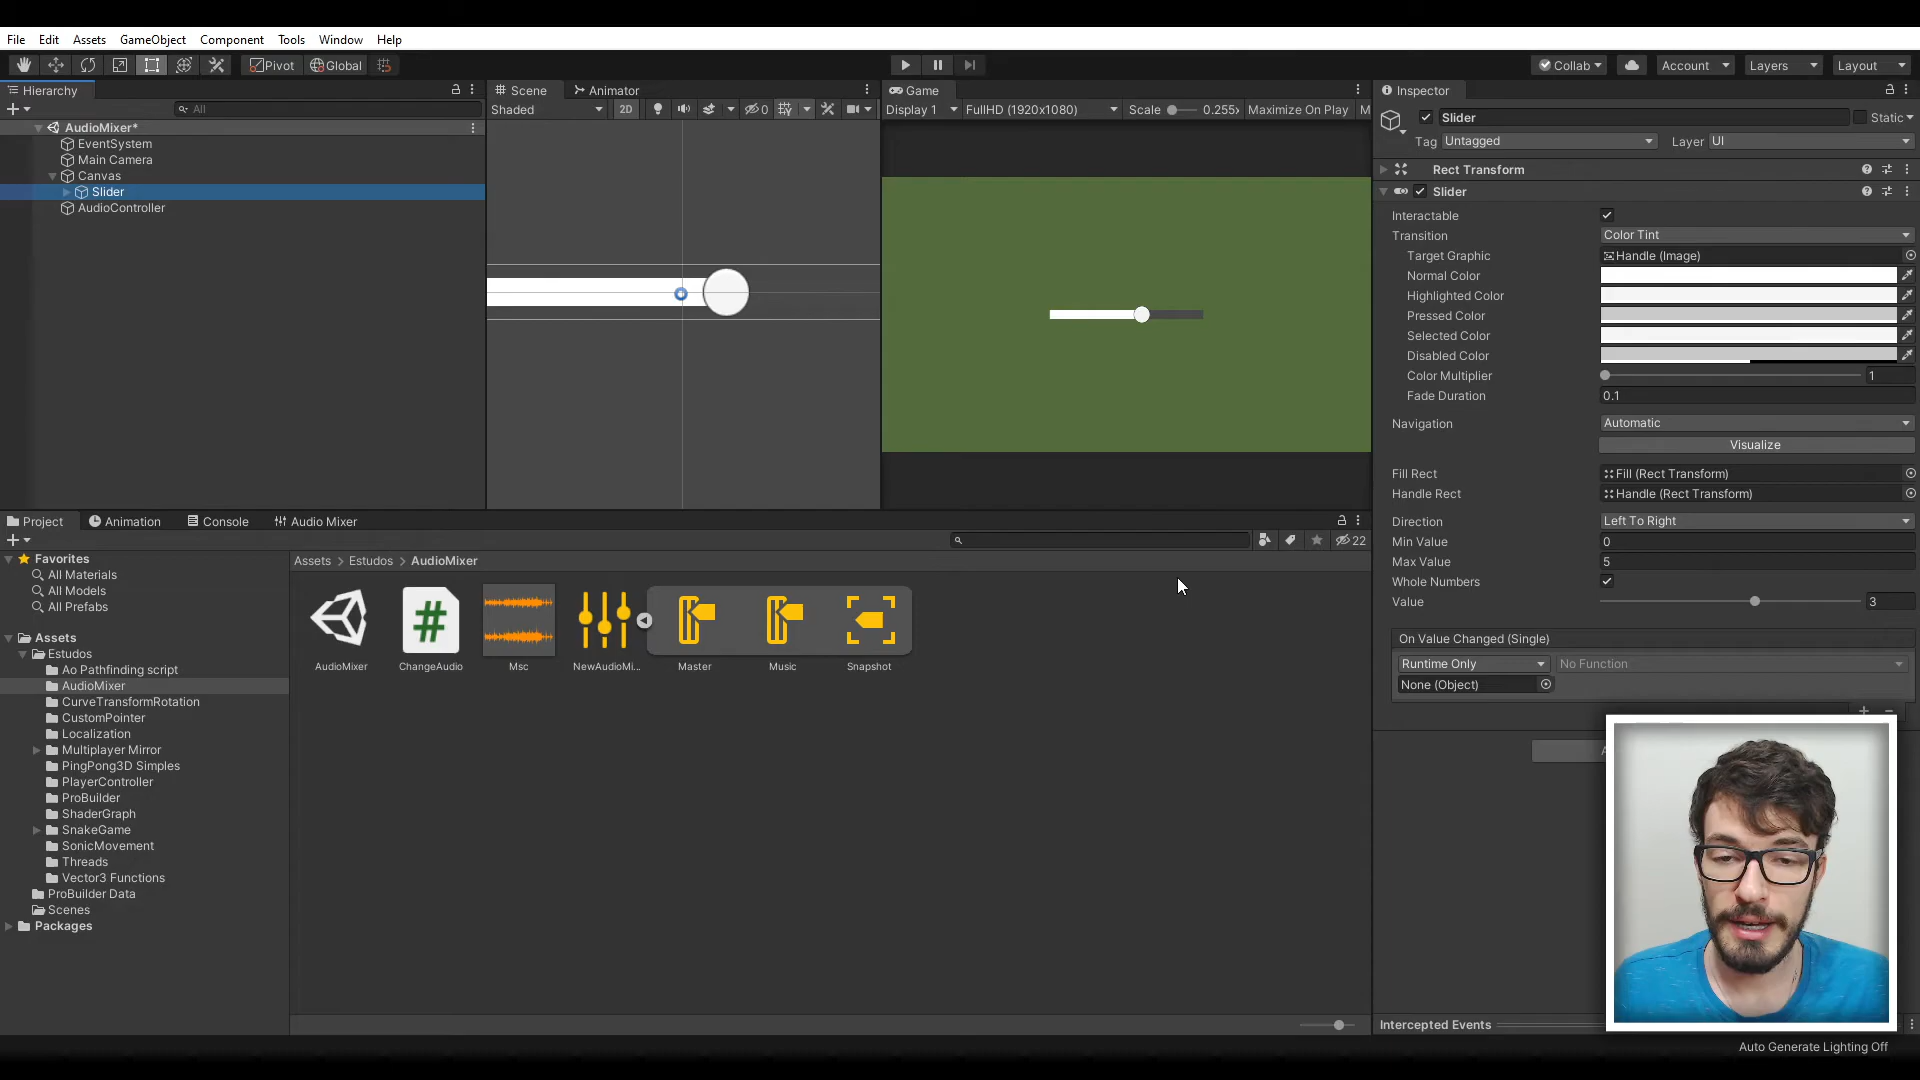 File Edit Assets GameObject Component Tools Window Help
Pivot Global Collab Account Layers Layout
Hierarchy
All
AudioMixer*
EventSystem
Main Camera
Canvas
Slider
AudioController
Scene Animator
Shaded 2D 0
Game
Display 1 FullHD (1920x1080) Scale 0.255x Maximize On Play M
Inspector
Slider Static
Tag Untagged Layer UI
Rect Transform
Slider
Interactable
Transition Color Tint
Target Graphic Handle (Image)
Normal Color
Highlighted Color
Pressed Color
Selected Color
Disabled Color
Color Multiplier 1
Fade Duration 0.1
Navigation Automatic
Visualize
Fill Rect Fill (Rect Transform)
Handle Rect Handle (Rect Transform)
Direction Left To Right
Min Value 0
Max Value 5
Whole Numbers
Value 3
On Value Changed (Single)
Runtime Only No Function
None (Object)
Intercepted Events
Auto Generate Lighting Off
Project Animation Console Audio Mixer
22
Favorites
All Materials
All Models
All Prefabs
Assets
Estudos
Ao Pathfinding script
AudioMixer
CurveTransformRotation
CustomPointer
Localization
Multiplayer Mirror
PingPong3D Simples
PlayerController
ProBuilder
ShaderGraph
SnakeGame
SonicMovement
Threads
Vector3 Functions
ProBuilder Data
Scenes
Packages
Assets > Estudos > AudioMixer
AudioMixer ChangeAudio Msc NewAudioMi... Master Music Snapshot